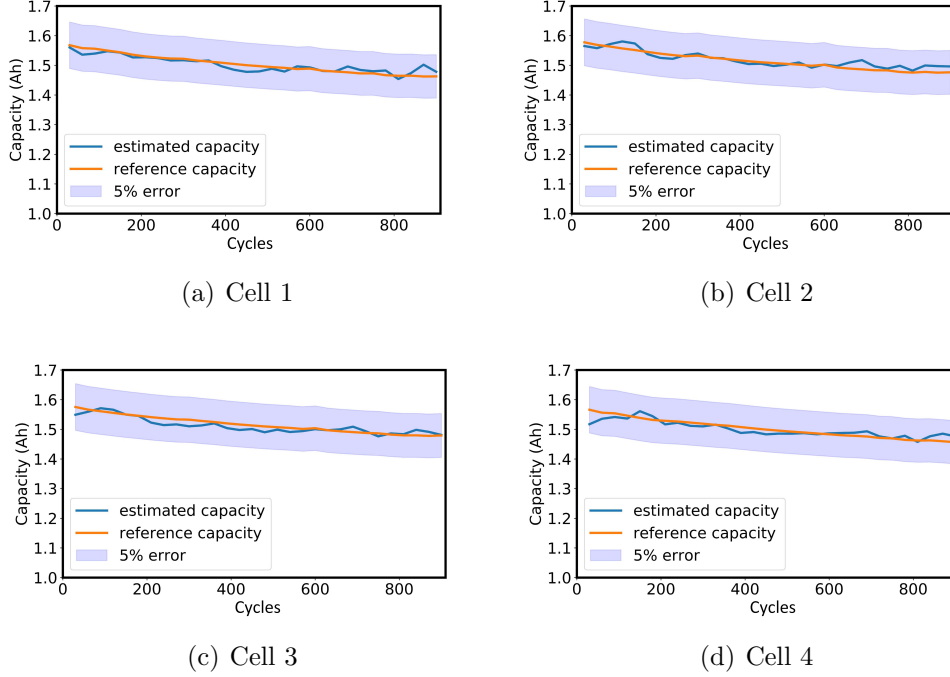 1.7
1.6
1.5
1.4
1.3
1.2
1.1
1.0
Capacity (Ah)
estimated capacity
reference capacity
5% error
0 200 400 600 800
Cycles
(a) Cell 1
1.7
1.6
1.5
1.4
1.3
1.2
1.1
1.0
Capacity (Ah)
estimated capacity
reference capacity
5% error
0 200 400 600 800
Cycles
(b) Cell 2
1.7
1.6
1.5
1.4
1.3
1.2
1.1
1.0
Capacity (Ah)
estimated capacity
reference capacity
5% error
0 200 400 600 800
Cycles
(c) Cell 3
1.7
1.6
1.5
1.4
1.3
1.2
1.1
1.0
Capacity (Ah)
estimated capacity
reference capacity
5% error
0 200 400 600 800
Cycles
(d) Cell 4